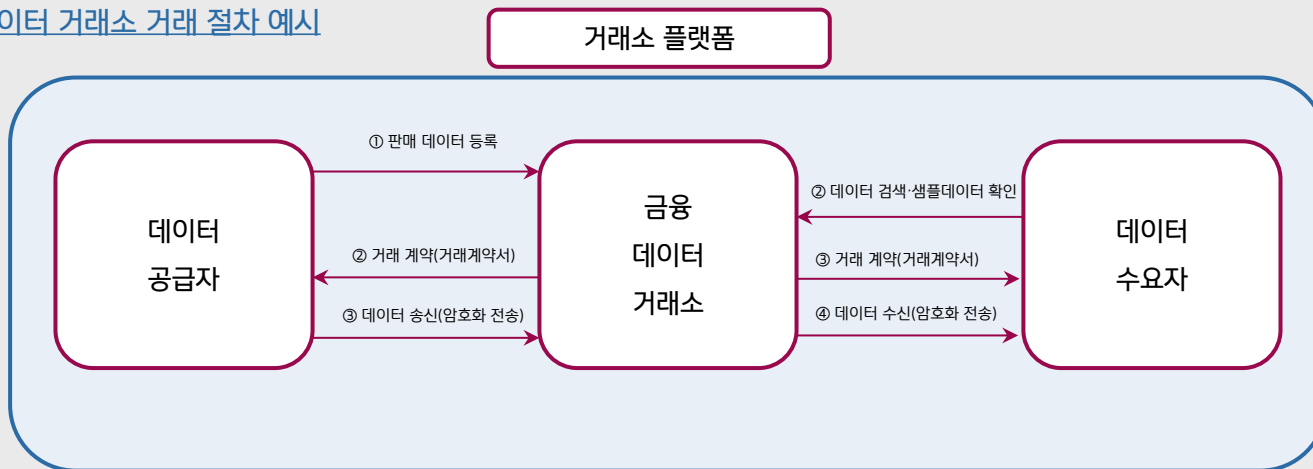 이터 거래소 거래 절차 예시
거래소 플랫폼
① 판매 데이터 등록
② 데이터 검색·샘플데이터 확인
데이터
공급자
금융
데이터
거래소
데이터
수요자
② 거래 계약(거래계약서)
③ 거래 계약(거래계약서)
③ 데이터 송신(암호화 전송)
④ 데이터 수신(암호화 전송)